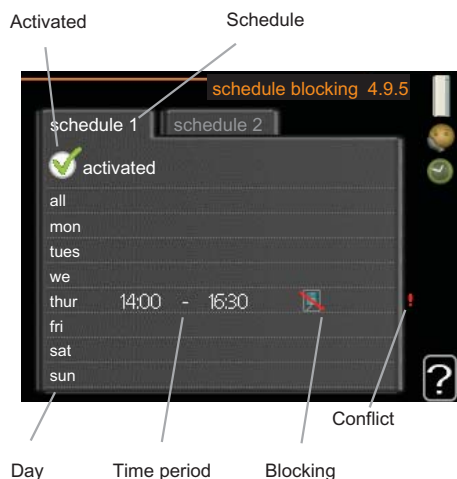 Activated
Schedule
schedule blocking 4.9.5
schedule 1
schedule 2
activated
all
mon
tues
we
thur 14:00 - 16:30 !
fri
sat
sun
?
Conflict
Day
Time period
Blocking